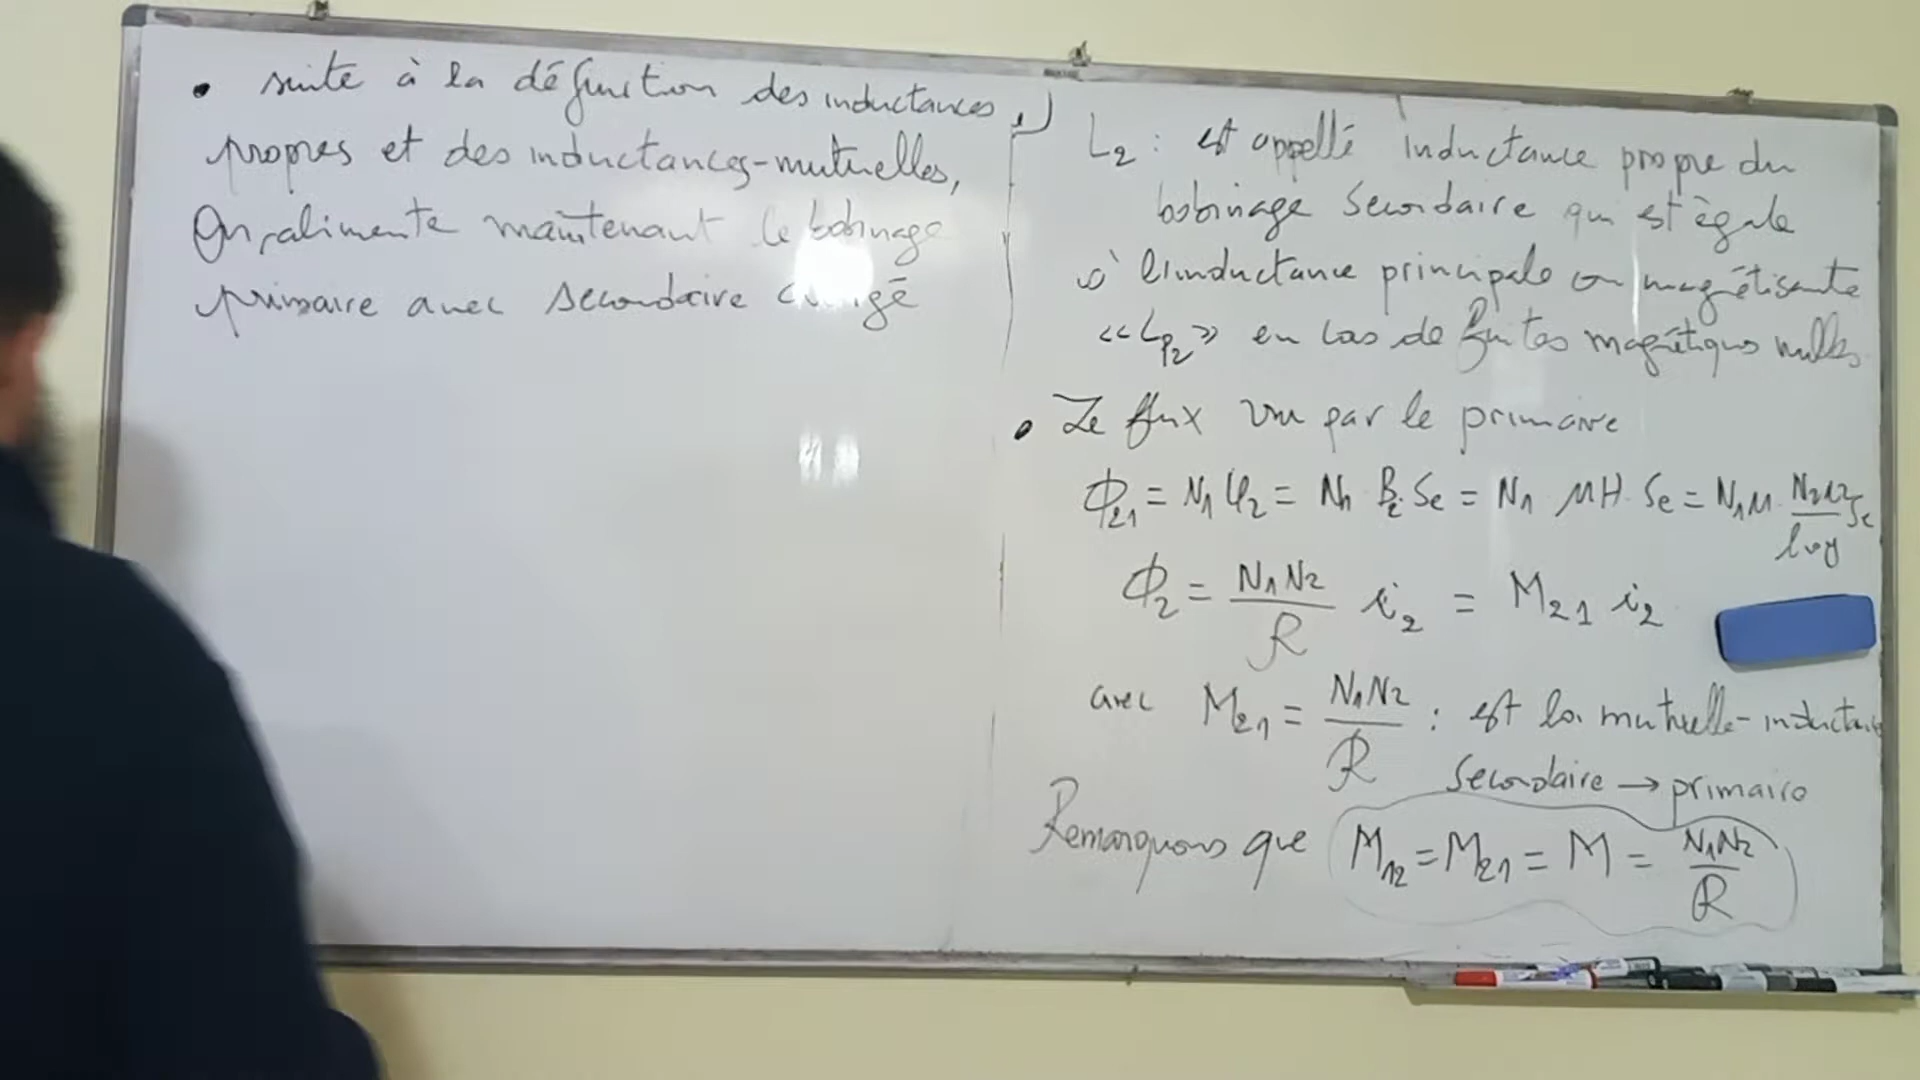 • suite à la définition des inductances
propres et des inductances-mutuelles,
On alimente maintenant le bobinage
primaire avec secondaire
L₂ : est appellé inductance propre du
bobinage secondaire qui est égale
à l'inductance principale ou magnétisante
<<Lp₂>> en cas de fuites magnétiques nulles
• Le flux vu par le primaire
Φ₂₁ = N₁ φ₂ = N₁ B₂ Sc = N₁ μH · Sc = N₁ μ · N₂ i₂ / lmoy Sc
Φ₂ = N₁N₂ / R i₂ = M₂₁ i₂
avec M₂₁ = N₁N₂ / R : est la mutuelle-inductance
Secondaire → primaire
Remarquons que M₁₂ = M₂₁ = M = N₁N₂ / R